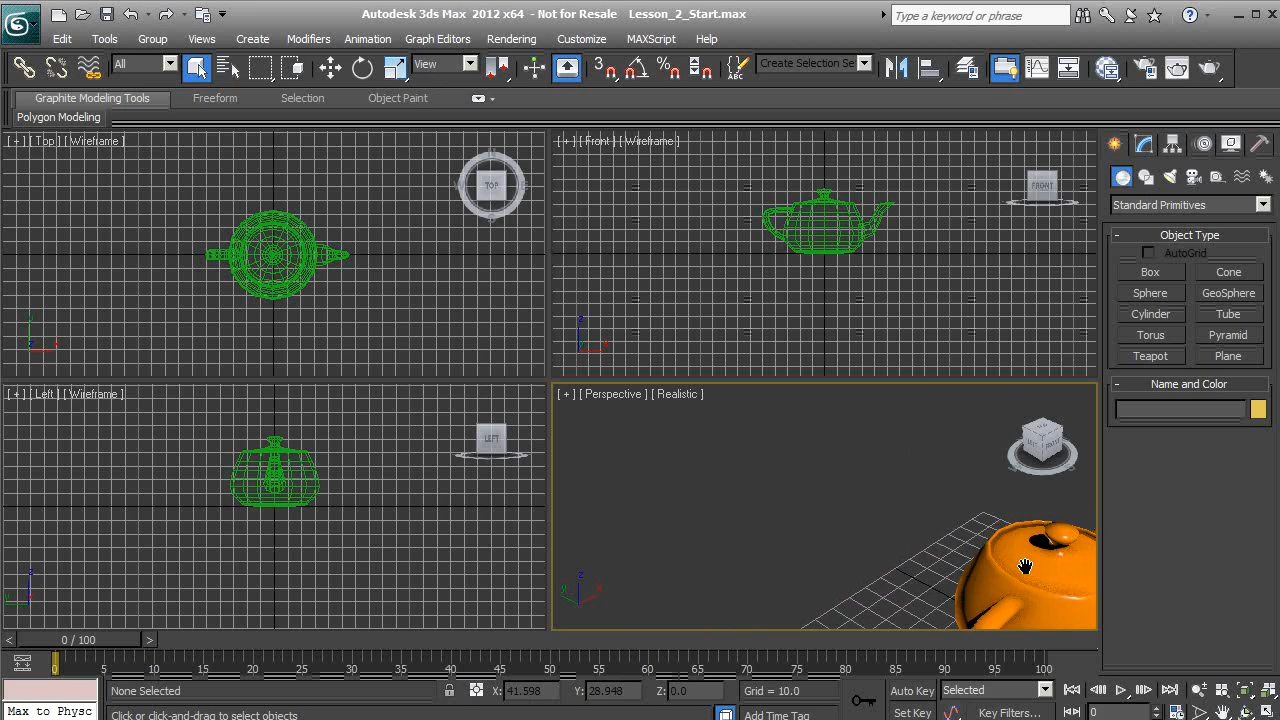 Autodesk 3ds Max 2012 x64 - Not for Resale Lesson_2_Start.max
Type a keyword or phrase
Edit Tools Group Views Create Modifiers Animation Graph Editors Rendering Customize MAXScript Help
All View Create Selection Se
Graphite Modeling Tools Freeform Selection Object Paint
Polygon Modeling
[ + ] [ Top ] [ Wireframe ]
TOP
[ + ] [ Front ] [ Wireframe ]
FRONT
Standard Primitives
- Object Type
AutoGrid
Box Cone
Sphere GeoSphere
Cylinder Tube
Torus Pyramid
Teapot Plane
- Name and Color
[ + ] [ Left ] [ Wireframe ]
LEFT
[ + ] [ Perspective ] [ Realistic ]
< 0 / 100 >
0 5 10 15 20 25 30 35 40 45 50 55 60 65 70 75 80 85 90 95 100
None Selected X: 41.598 Y: 28.948 Z: 0.0 Grid = 10.0 Auto Key Selected
Max to Physc Click or click-and-drag to select objects Add Time Tag Set Key Key Filters... 0